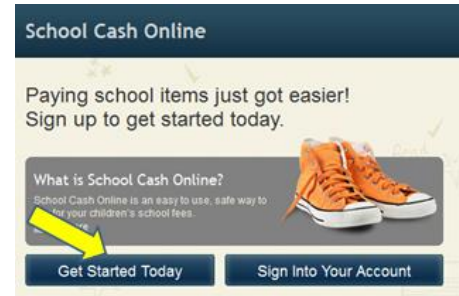 School Cash Online
Paying school items just got easier!
Sign up to get started today.
What is School Cash Online?
School Cash Online is an easy to use, safe way to
for your children's school fees.
Get Started Today
Sign Into Your Account